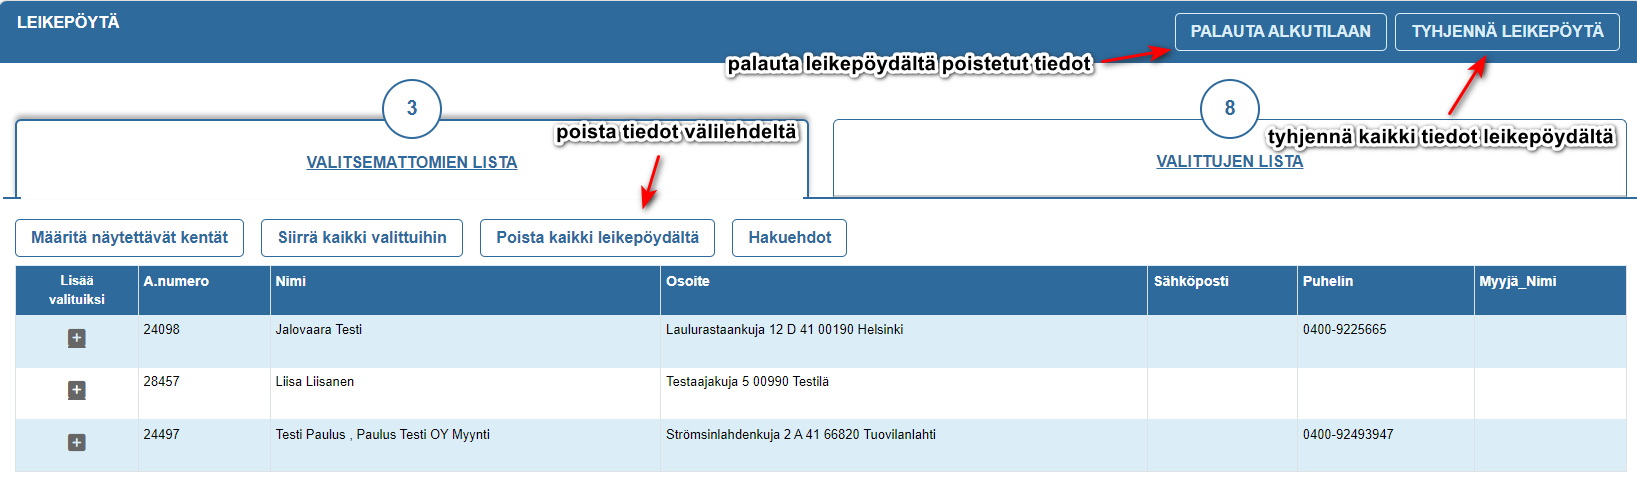 LEIKEPÖYTÄ
PALAUTA ALKUTILAAN
TYHJENNÄ LEIKEPÖYTÄ
palauta leikepöydältä poistetut tiedot
3
8
poista tiedot välilehdeltä
tyhjennä kaikki tiedot leikepöydältä
VALITSEMATTOMIEN LISTA
VALITTUJEN LISTA
Määritä näytettävät kentät
Siirrä kaikki valittuihin
Poista kaikki leikepöydältä
Hakuehdot
Lisää
valituiksi
A.numero
Nimi
Osoite
Sähköposti
Puhelin
Myyjä_Nimi
24098
Jalovaara Testi
Laulurastaankuja 12 D 41 00190 Helsinki
0400-9225665
28457
Liisa Liisanen
Testaajakuja 5 00990 Testilä
24497
Testi Paulus , Paulus Testi OY Myynti
Strömsinlahdenkuja 2 A 41 66820 Tuovilanlahti
0400-92493947